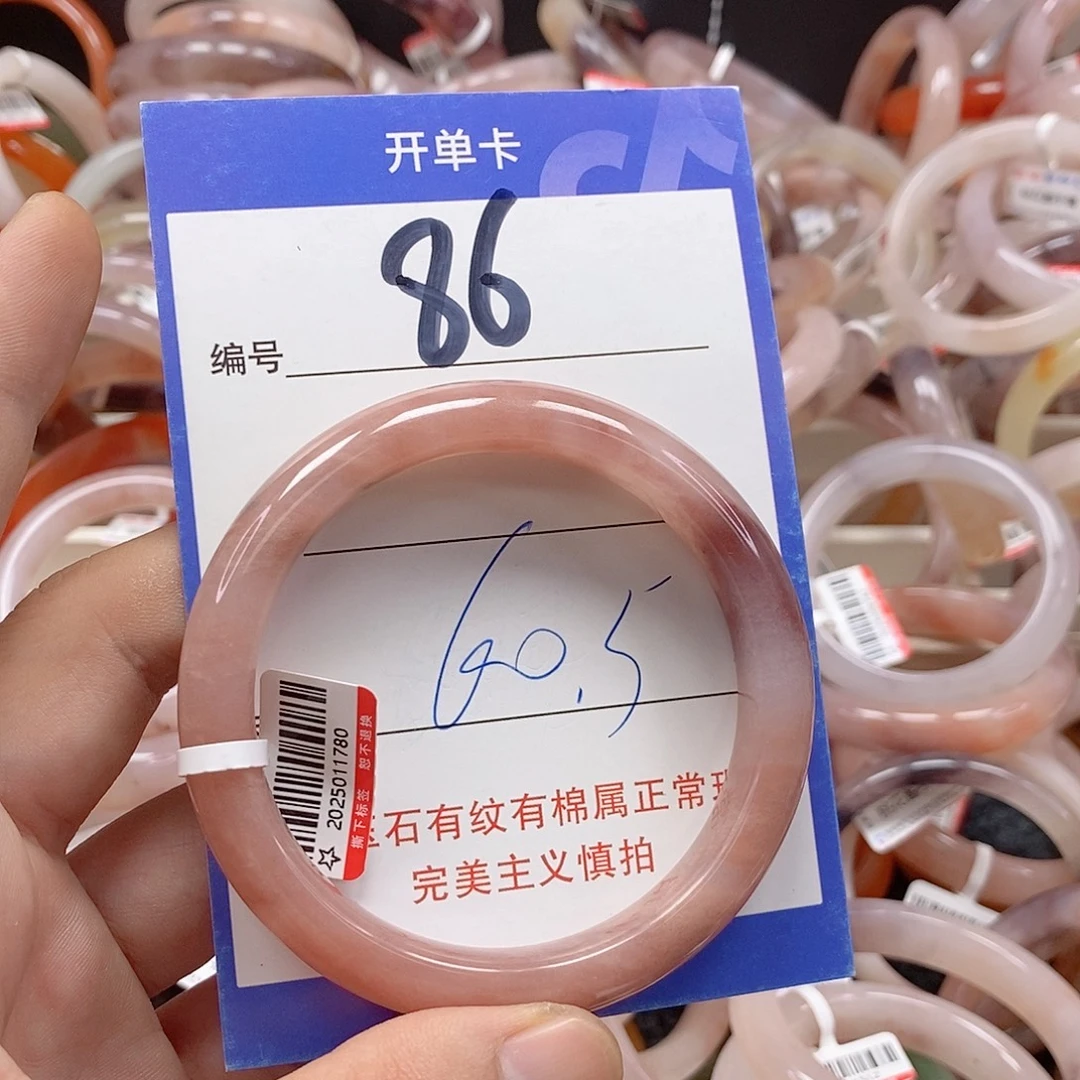 开单卡
编号 86
60.5
石有纹有棉属正常
完美主义慎拍
2025011780
撕下标签 恕不退换